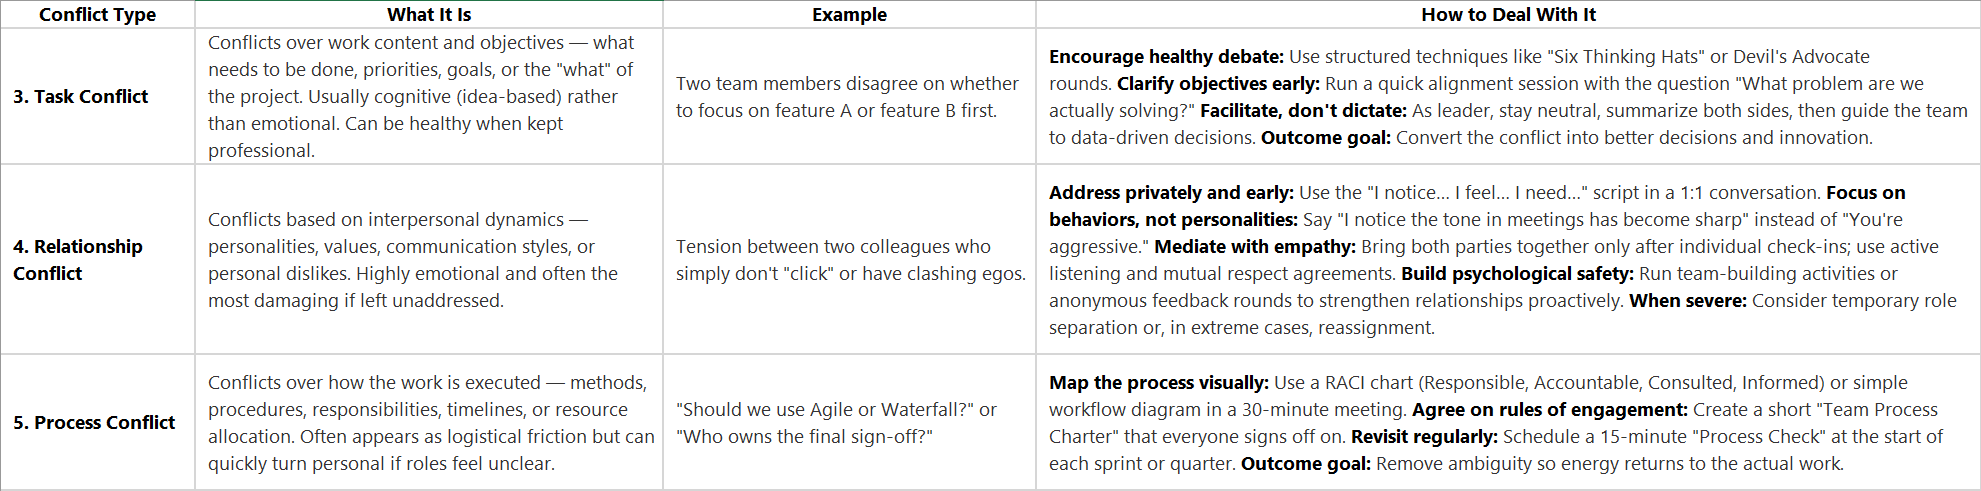 Conflict Type
What It Is
Example
How to Deal With It
3. Task Conflict
Conflicts over work content and objectives — what
needs to be done, priorities, goals, or the "what" of
the project. Usually cognitive (idea-based) rather
than emotional. Can be healthy when kept
professional.
Two team members disagree on whether
to focus on feature A or feature B first.
Encourage healthy debate: Use structured techniques like "Six Thinking Hats" or Devil's Advocate
rounds. Clarify objectives early: Run a quick alignment session with the question "What problem are we
actually solving?" Facilitate, don't dictate: As leader, stay neutral, summarize both sides, then guide the team
to data-driven decisions. Outcome goal: Convert the conflict into better decisions and innovation.
4. Relationship
Conflict
Conflicts based on interpersonal dynamics —
personalities, values, communication styles, or
personal dislikes. Highly emotional and often the
most damaging if left unaddressed.
Tension between two colleagues who
simply don't "click" or have clashing egos.
Address privately and early: Use the "I notice... I feel... I need..." script in a 1:1 conversation. Focus on
behaviors, not personalities: Say "I notice the tone in meetings has become sharp" instead of "You're
aggressive." Mediate with empathy: Bring both parties together only after individual check-ins; use active
listening and mutual respect agreements. Build psychological safety: Run team-building activities or
anonymous feedback rounds to strengthen relationships proactively. When severe: Consider temporary role
separation or, in extreme cases, reassignment.
5. Process Conflict
Conflicts over how the work is executed — methods,
procedures, responsibilities, timelines, or resource
allocation. Often appears as logistical friction but can
quickly turn personal if roles feel unclear.
"Should we use Agile or Waterfall?" or
"Who owns the final sign-off?"
Map the process visually: Use a RACI chart (Responsible, Accountable, Consulted, Informed) or simple
workflow diagram in a 30-minute meeting. Agree on rules of engagement: Create a short "Team Process
Charter" that everyone signs off on. Revisit regularly: Schedule a 15-minute "Process Check" at the start of
each sprint or quarter. Outcome goal: Remove ambiguity so energy returns to the actual work.